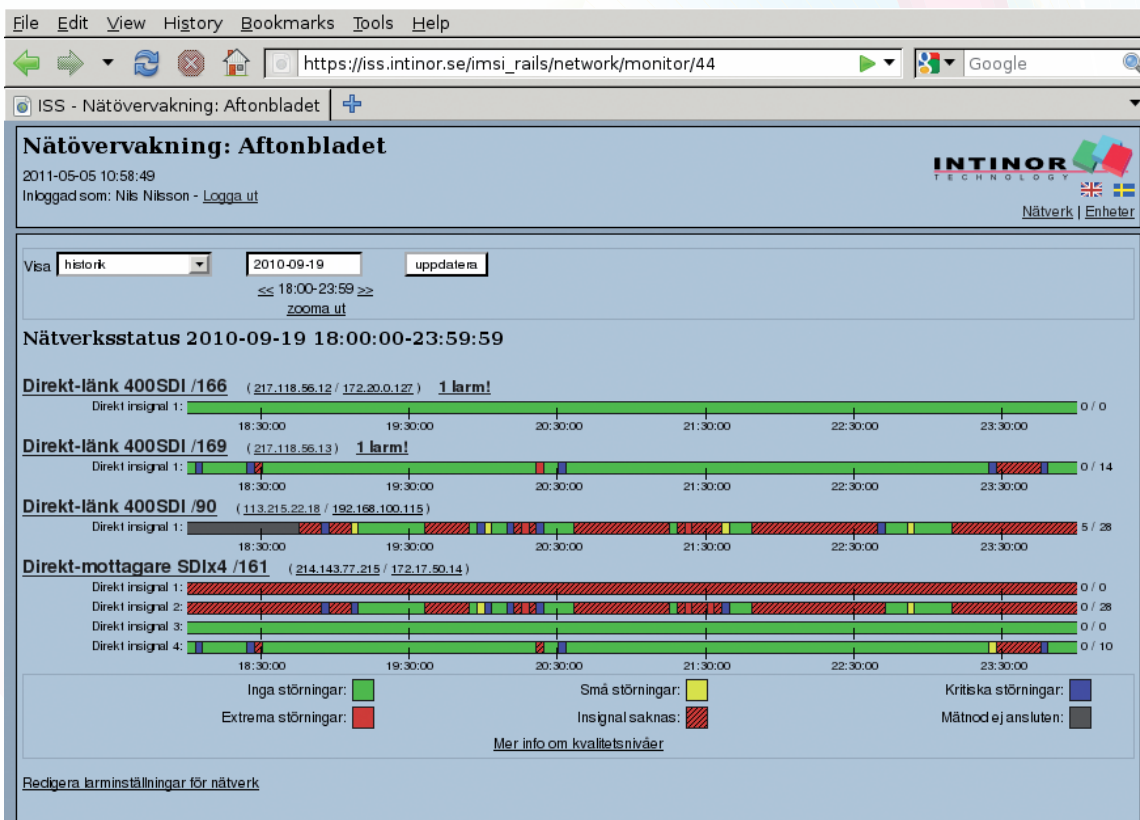 File Edit View History Bookmarks Tools Help
https://iss.intinor.se/imsi_rails/network/monitor/44 Google
ISS - Nätövervakning: Aftonbladet
Nätövervakning: Aftonbladet
2011-05-05 10:58:49
Inloggad som: Nils Nilsson - Logga ut
INTINOR
TECHNOLOGY
Nätverk | Enheter
Visa historik 2010-09-19 uppdatera
<< 18:00-23:59 >>
zooma ut
Nätverksstatus 2010-09-19 18:00:00-23:59:59
Direkt-länk 400SDI /166 ( 217.118.56.12 / 172.20.0.127 ) 1 larm!
Direkt insignal 1: 0 / 0
18:30:00 19:30:00 20:30:00 21:30:00 22:30:00 23:30:00
Direkt-länk 400SDI /169 ( 217.118.56.13 ) 1 larm!
Direkt insignal 1: 0 / 14
18:30:00 19:30:00 20:30:00 21:30:00 22:30:00 23:30:00
Direkt-länk 400SDI /90 ( 113.215.22.18 / 192.168.100.115 )
Direkt insignal 1: 5 / 28
18:30:00 19:30:00 20:30:00 21:30:00 22:30:00 23:30:00
Direkt-mottagare SDIx4 /161 ( 214.143.77.215 / 172.17.50.14 )
Direkt insignal 1: 0 / 0
Direkt insignal 2: 0 / 28
Direkt insignal 3: 0 / 0
Direkt insignal 4: 0 / 10
18:30:00 19:30:00 20:30:00 21:30:00 22:30:00 23:30:00
Inga störningar: Små störningar: Kritiska störningar:
Extrema störningar: Insignal saknas: Mätnod ej ansluten:
Mer info om kvalitetsnivåer
Redigera larminställningar för nätverk